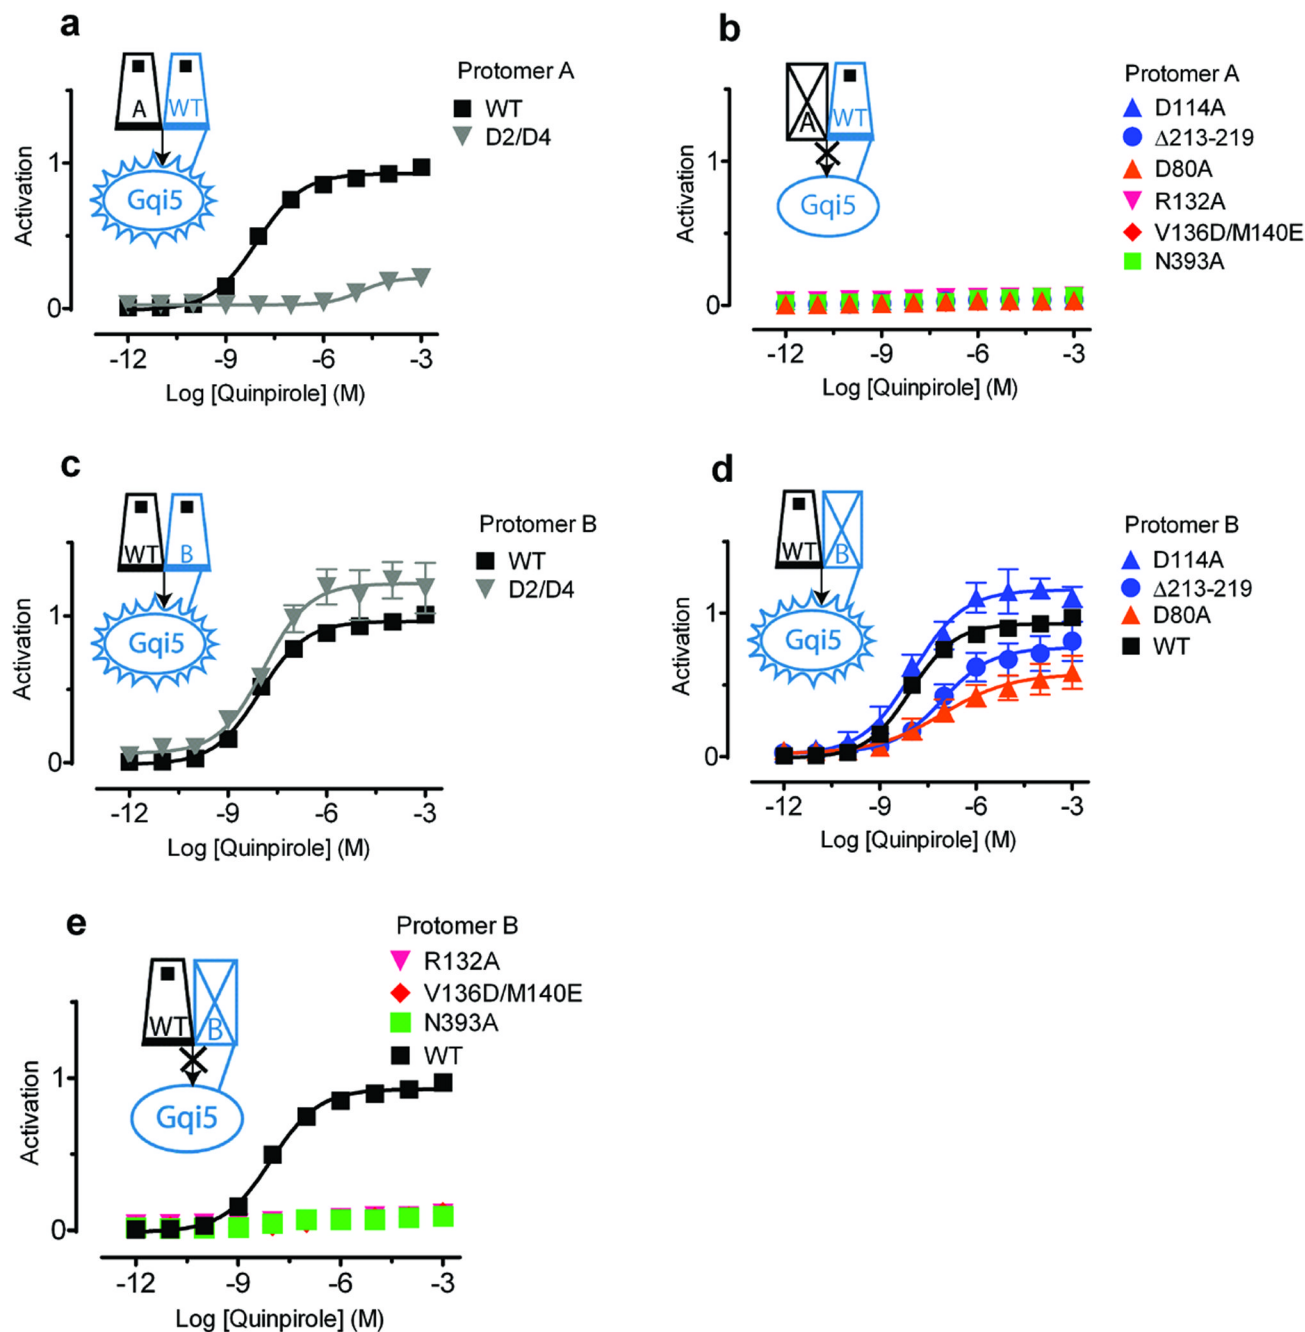 a
A
WT
Gqi5
Protomer A
WT
D2/D4
Activation
1
0
-12 -9 -6 -3
Log [Quinpirole] (M)
b
A
WT
Gqi5
Protomer A
D114A
Δ213-219
D80A
R132A
V136D/M140E
N393A
Activation
1
0
-12 -9 -6 -3
Log [Quinpirole] (M)
c
WT
B
Gqi5
Protomer B
WT
D2/D4
Activation
1
0
-12 -9 -6 -3
Log [Quinpirole] (M)
d
WT
B
Gqi5
Protomer B
D114A
Δ213-219
D80A
WT
Activation
1
0
-12 -9 -6 -3
Log [Quinpirole] (M)
e
WT
B
Gqi5
Protomer B
R132A
V136D/M140E
N393A
WT
Activation
1
0
-12 -9 -6 -3
Log [Quinpirole] (M)